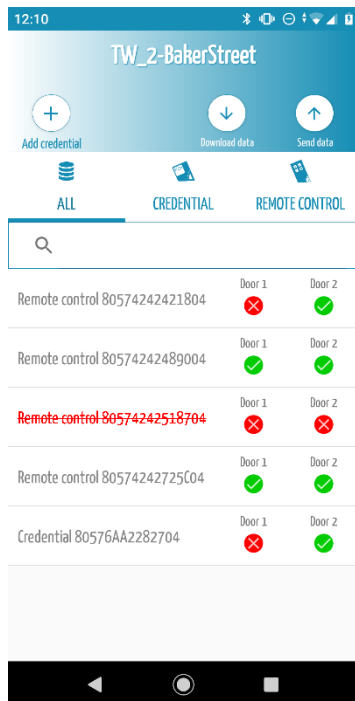 12:10
TW_2-BakerStreet
Add credential
Download data
Send data
ALL
CREDENTIAL
REMOTE CONTROL
Door 1 Door 2
Remote control 80574242421804
Door 1 Door 2
Remote control 80574242489004
Door 1 Door 2
Remote control 80574242518704
Door 1 Door 2
Remote control 80574242725C04
Door 1 Door 2
Credential 80576AA2282704